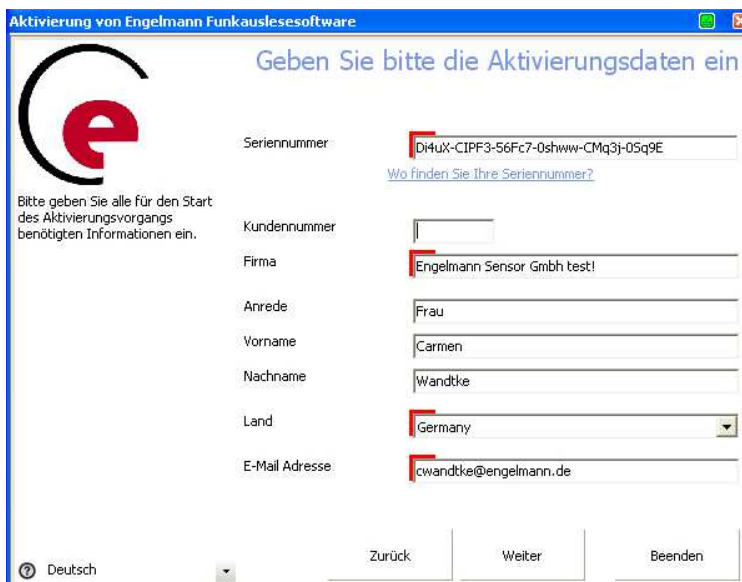 Aktivierung von Engelmann Funkauslesesoftware
Geben Sie bitte die Aktivierungsdaten ein
e
Bitte geben Sie alle für den Start
des Aktivierungsvorgangs
benötigten Informationen ein.
Seriennummer Di4uX-CIPF3-56Fc7-0shww-CMq3j-0Sq9E
Wo finden Sie Ihre Seriennummer?
Kundennummer
Firma Engelmann Sensor Gmbh test!
Anrede Frau
Vorname Carmen
Nachname Wandtke
Land Germany
E-Mail Adresse cwandtke@engelmann.de
Deutsch Zurück Weiter Beenden